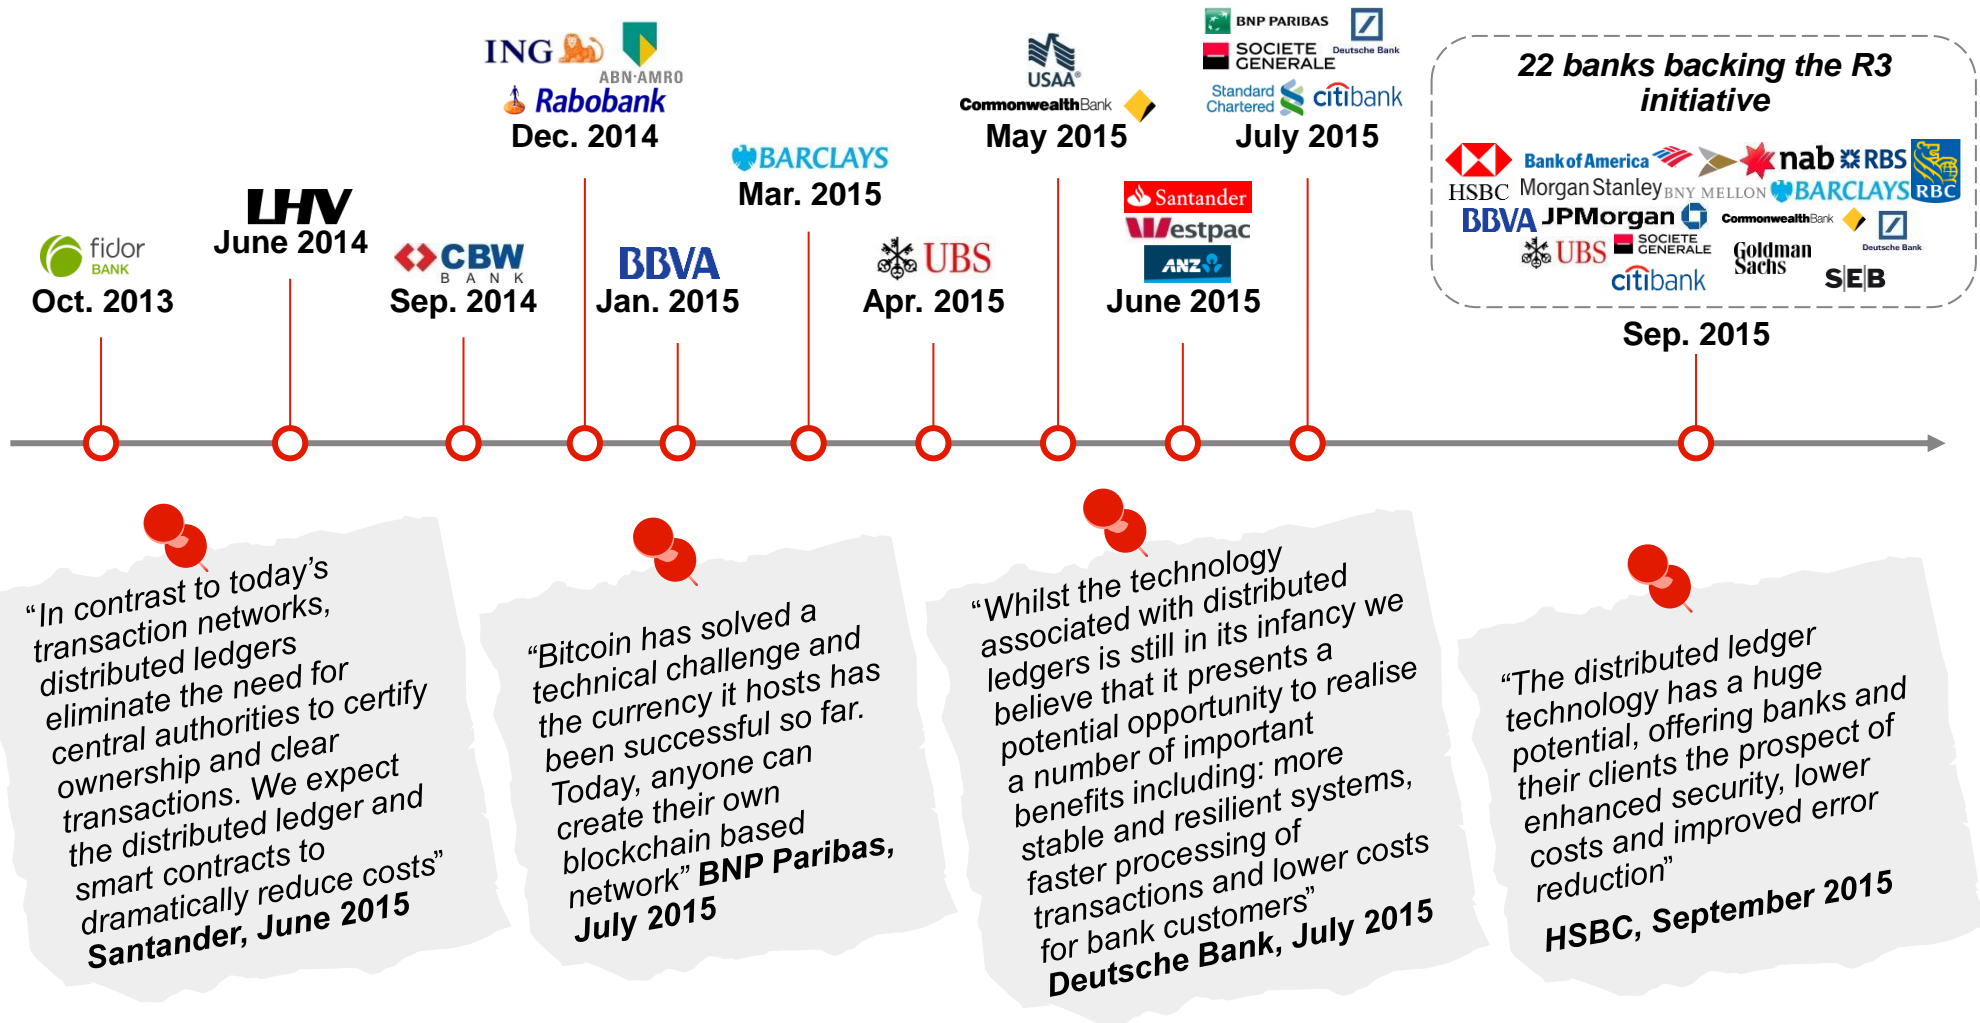 fidor
BANK
Oct. 2013
LHV
June 2014
CBW
BANK
Sep. 2014
ING
ABN·AMRO
Rabobank
Dec. 2014
BBVA
Jan. 2015
BARCLAYS
Mar. 2015
UBS
Apr. 2015
USAA®
CommonwealthBank
May 2015
Santander
Westpac
ANZ
June 2015
BNP PARIBAS
Deutsche Bank
SOCIETE
GENERALE
Standard
Chartered
citibank
July 2015
22 banks backing the R3
initiative
HSBC
Bank of America
nab
RBS
RBC
Morgan Stanley
BNY MELLON
BARCLAYS
BBVA
JPMorgan
CommonwealthBank
Deutsche Bank
UBS
SOCIETE
GENERALE
Goldman
Sachs
citibank
S|E|B
Sep. 2015
“In contrast to today’s
transaction networks,
distributed ledgers
eliminate the need for
central authorities to certify
ownership and clear
transactions. We expect
the distributed ledger and
smart contracts to
dramatically reduce costs”
Santander, June 2015
“Bitcoin has solved a
technical challenge and
the currency it hosts has
been successful so far.
Today, anyone can
create their own
blockchain based
network” BNP Paribas,
July 2015
“Whilst the technology
associated with distributed
ledgers is still in its infancy we
believe that it presents a
potential opportunity to realise
a number of important
benefits including: more
stable and resilient systems,
faster processing of
transactions and lower costs
for bank customers”
Deutsche Bank, July 2015
“The distributed ledger
technology has a huge
potential, offering banks and
their clients the prospect of
enhanced security, lower
costs and improved error
reduction”
HSBC, September 2015